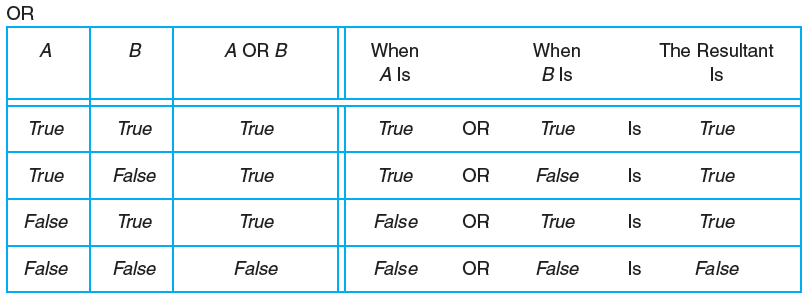 OR
A B A OR B When A Is When B Is The Resultant Is
True True True True OR True Is True
True False True True OR False Is True
False True True False OR True Is True
False False False False OR False Is False